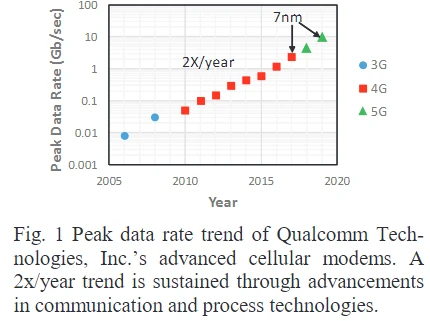 100
7nm
10
2X/year
3G
1
4G
0.1
5G
0.01
0.001
Peak Data Rate (Gb/sec)
2005 2010 2015 2020
Year
Fig. 1 Peak data rate trend of Qualcomm Tech-
nologies, Inc.’s advanced cellular modems. A
2x/year trend is sustained through advancements
in communication and process technologies.